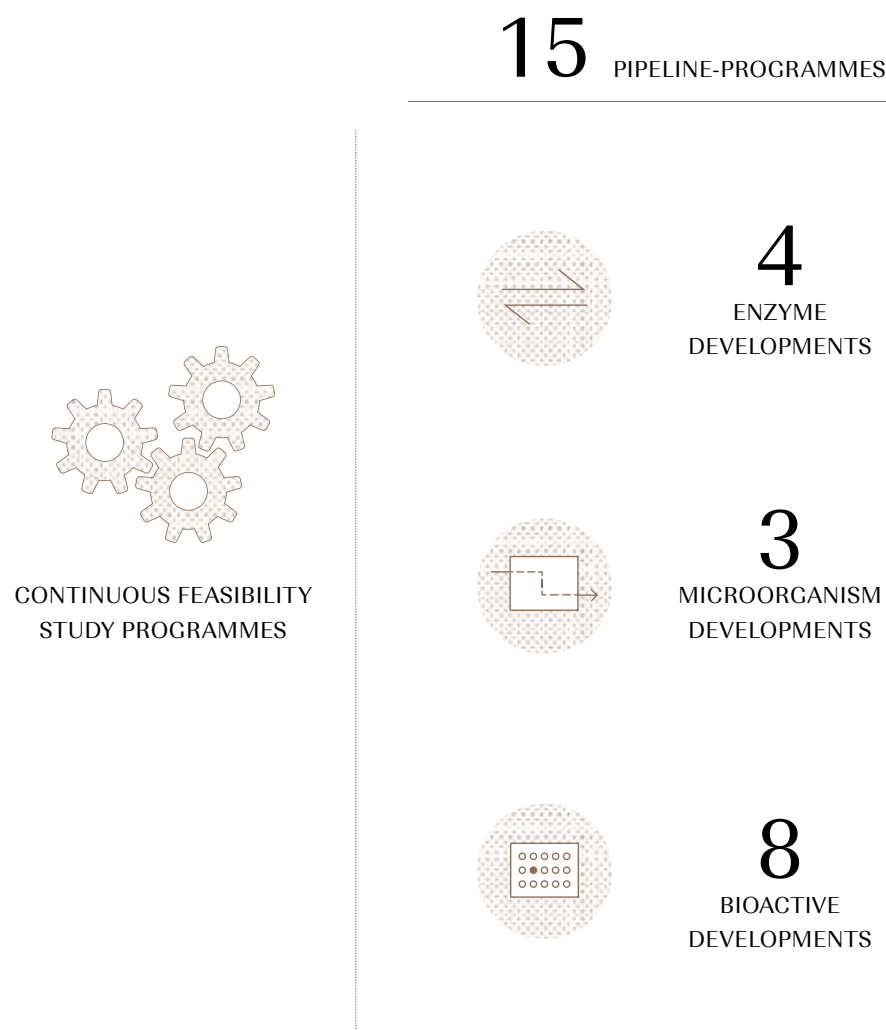 15 PIPELINE-PROGRAMMES
CONTINUOUS FEASIBILITY
STUDY PROGRAMMES
4
ENZYME
DEVELOPMENTS
3
MICROORGANISM
DEVELOPMENTS
8
BIOACTIVE
DEVELOPMENTS